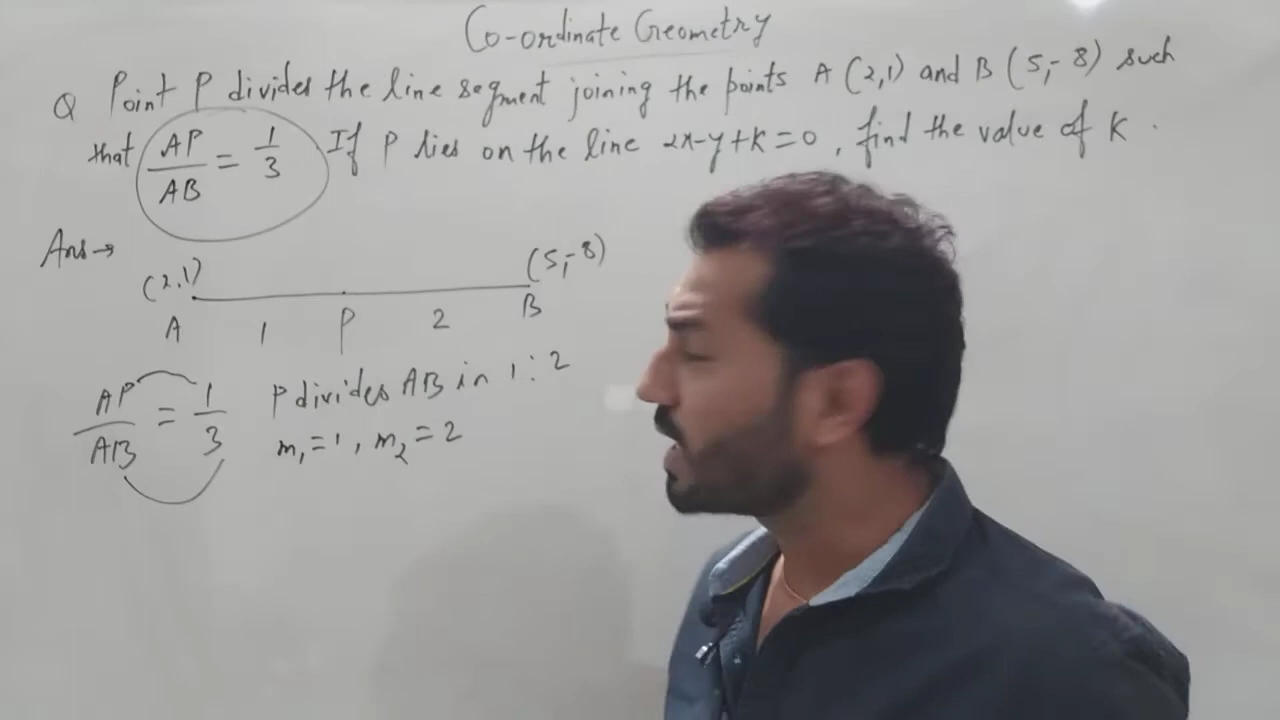 Co-ordinate Geometry
Q Point P divides the line segment joining the points A (2,1) and B (5,-8) such
that AP/AB = 1/3 If P lies on the line 2x-y+k=0, find the value of K.
Ans →
(2,1) (5,-8)
A 1 P 2 B
AP/AB = 1/3 P divides AB in 1:2
m₁=1, m₂=2